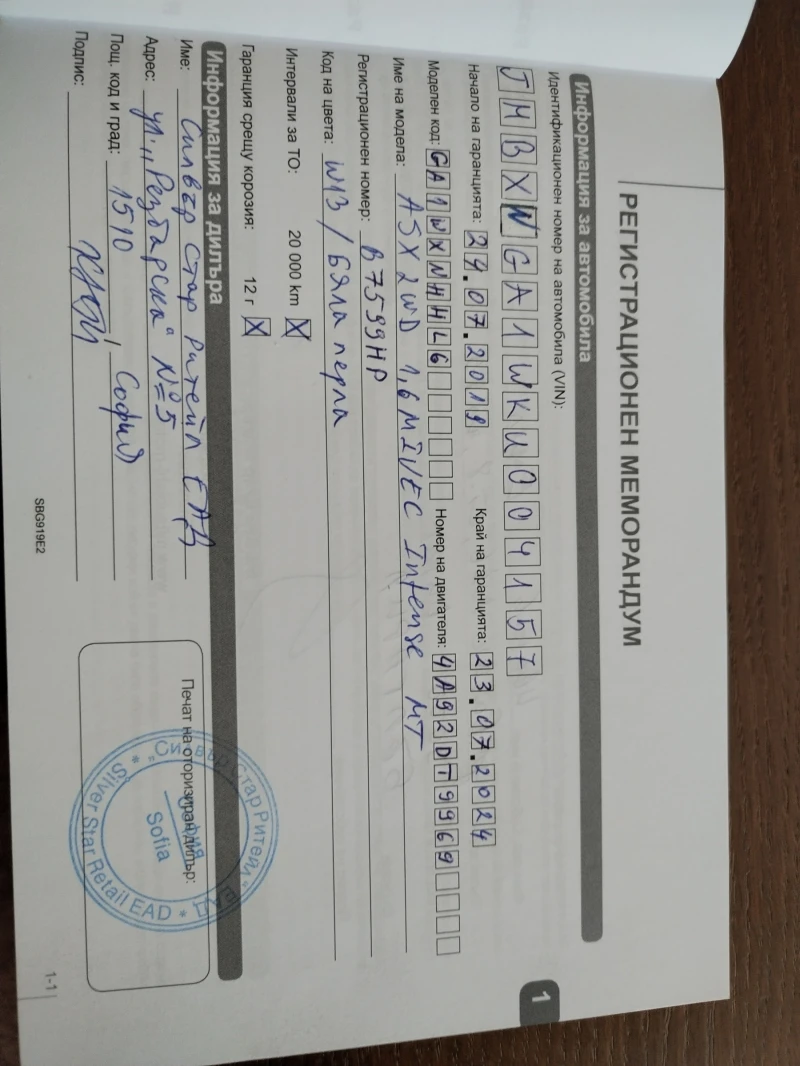 РЕГИСТРАЦИОНЕН МЕМОРАНДУМ
1
Информация за автомобила
Идентификационен номер на автомобила (VIN):
JMBXNGA1WKU004157
Начало на гаранцията: 24.07.2019 Край на гаранцията: 23.07.2024
Моделен код: GA1WXNHHL6 Номер на двигателя: 4A92DT9969
Име на модела: ASX 2WD 1,6 MIVEC Intense MT
Регистрационен номер: B7599HP
Код на цвета: W13 / Бяла перла
Интервали за ТО: 20 000 km X
Гаранция срещу корозия: 12 г X
Информация за дилъра
Име: Силвър Стар Ритейл ЕАД
Адрес: ул. "Резбарска" №5
Пощ. код и град: 1510 / София
Подпис:
Печат на оторизиран дилър:
"Силвър Стар Ритейл"
София
Sofia
Silver Star Retail EAD
SBG919E2
1-1